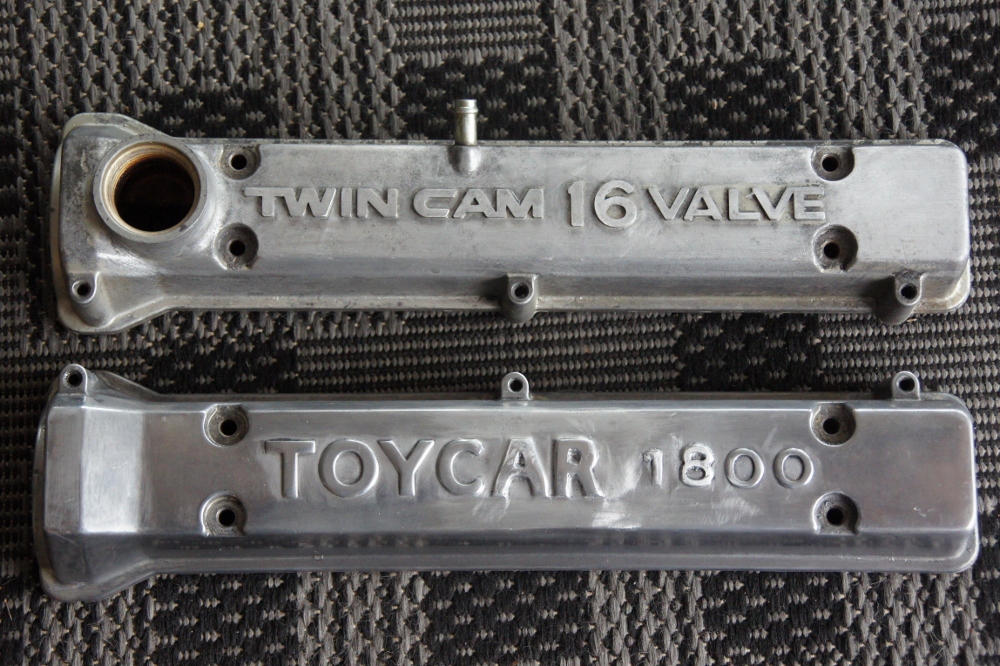 TWIN CAM 16 VALVE
TOYCAR 1800